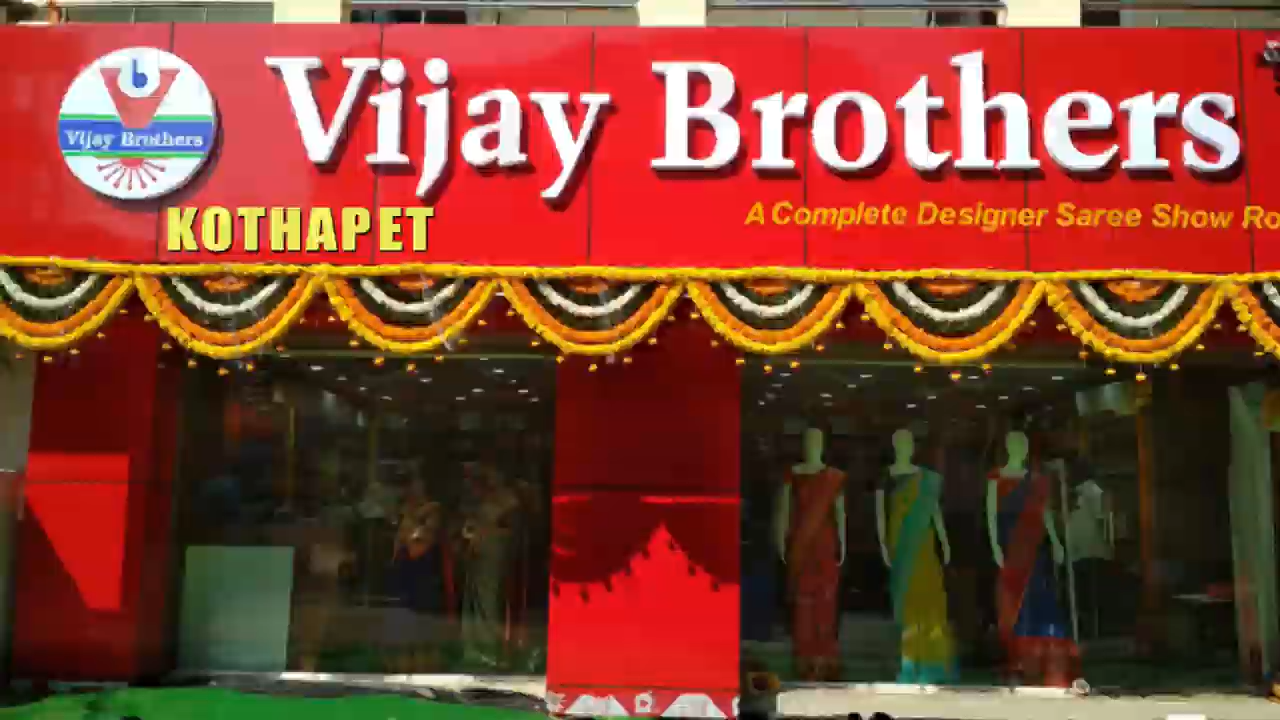 b
Vijay Brothers
Vijay Brothers
KOTHAPET
A Complete Designer Saree Show